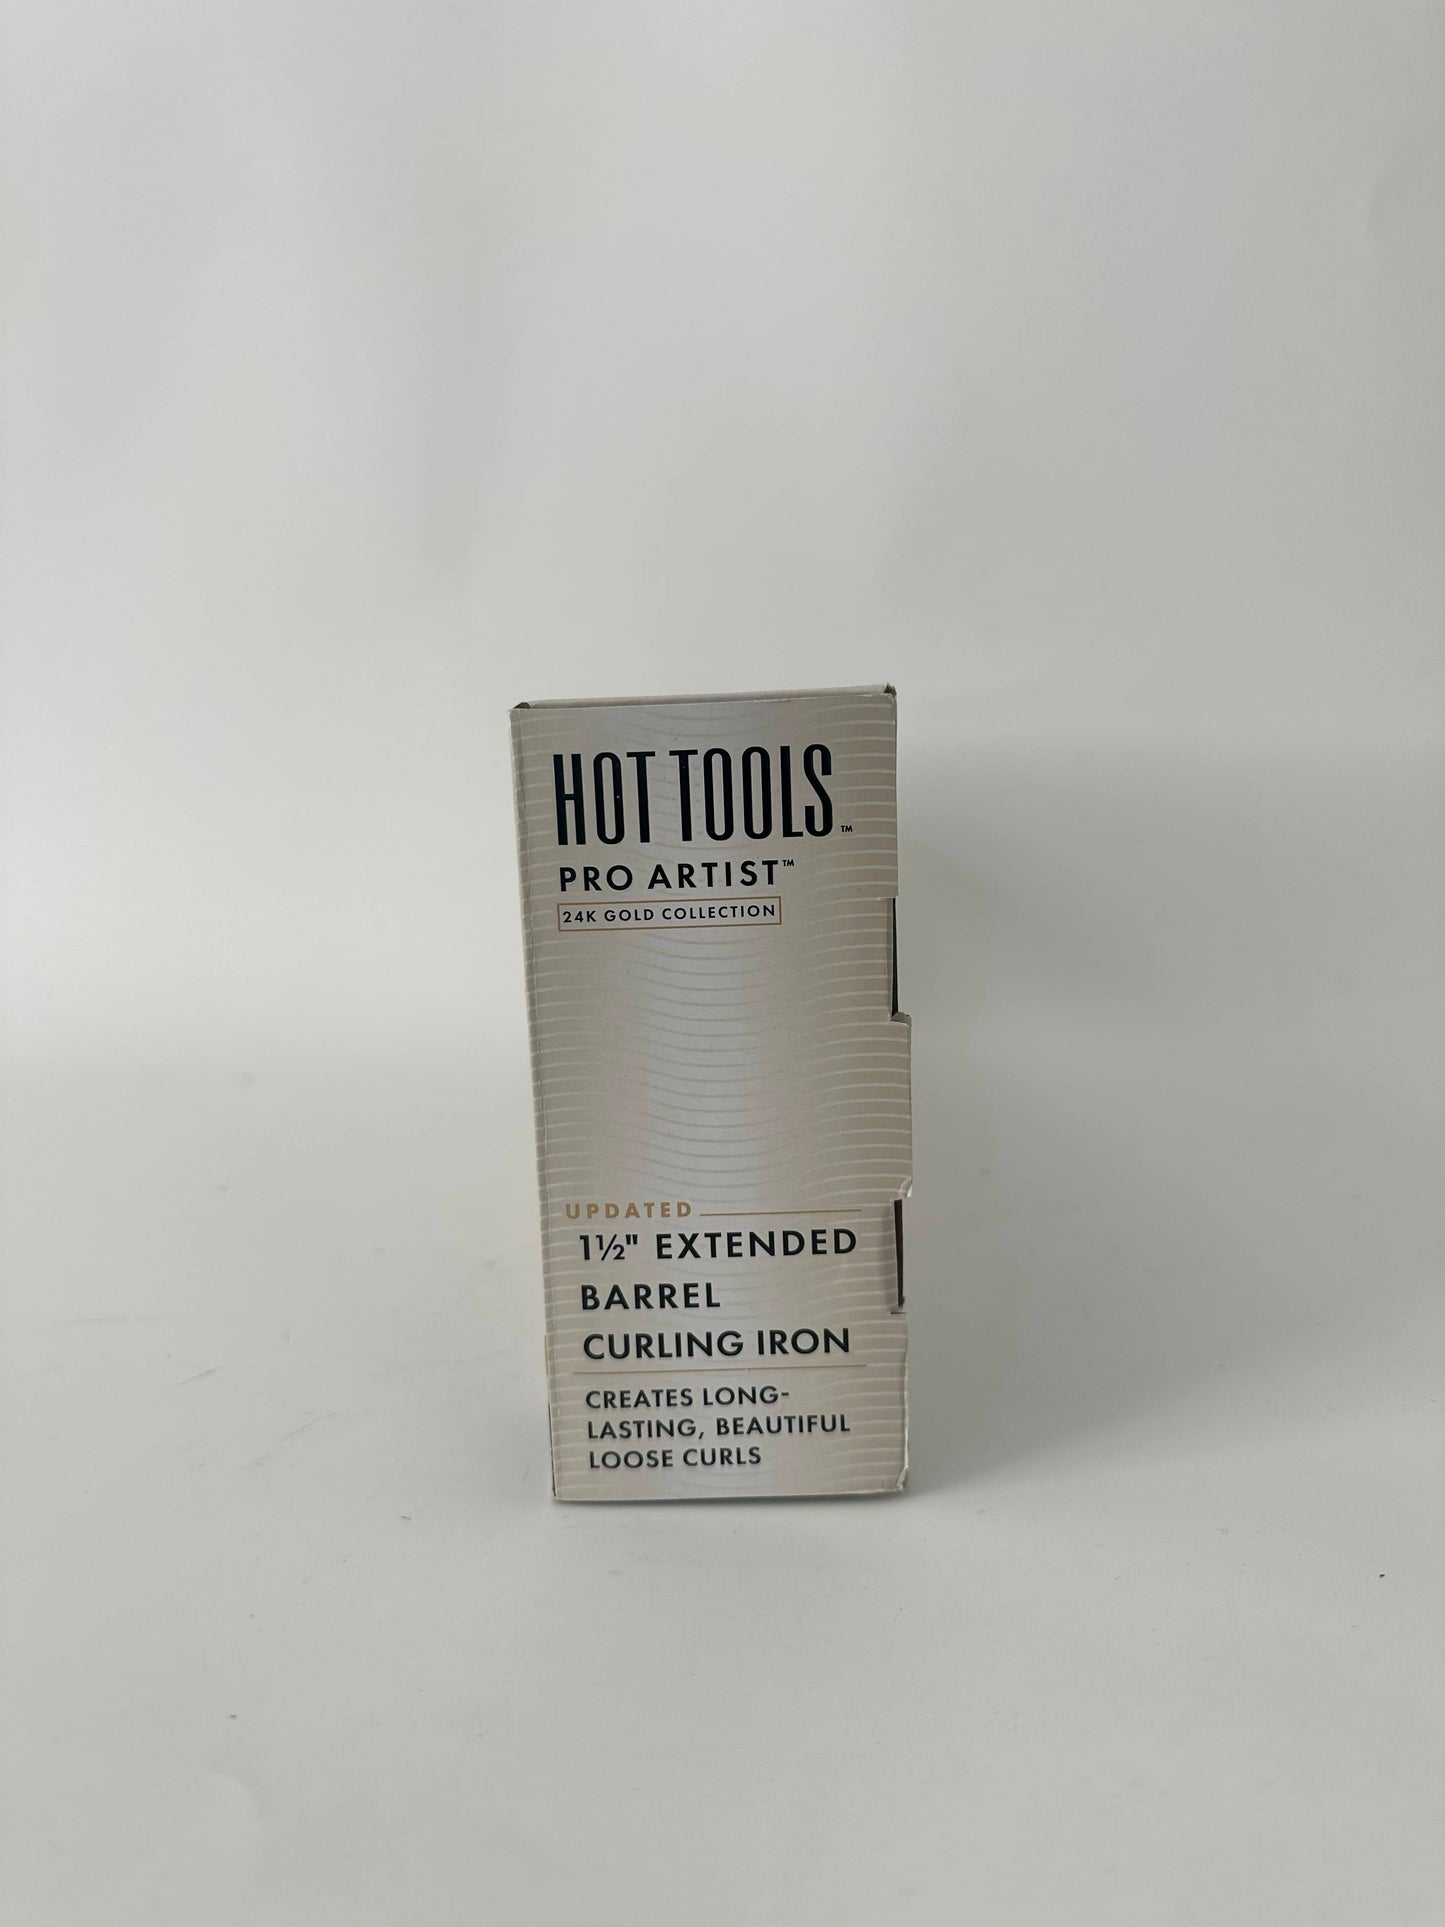 HOT TOOLS™
PRO ARTIST™
24K GOLD COLLECTION
UPDATED
1½" EXTENDED
BARREL
CURLING IRON
CREATES LONG-
LASTING, BEAUTIFUL
LOOSE CURLS